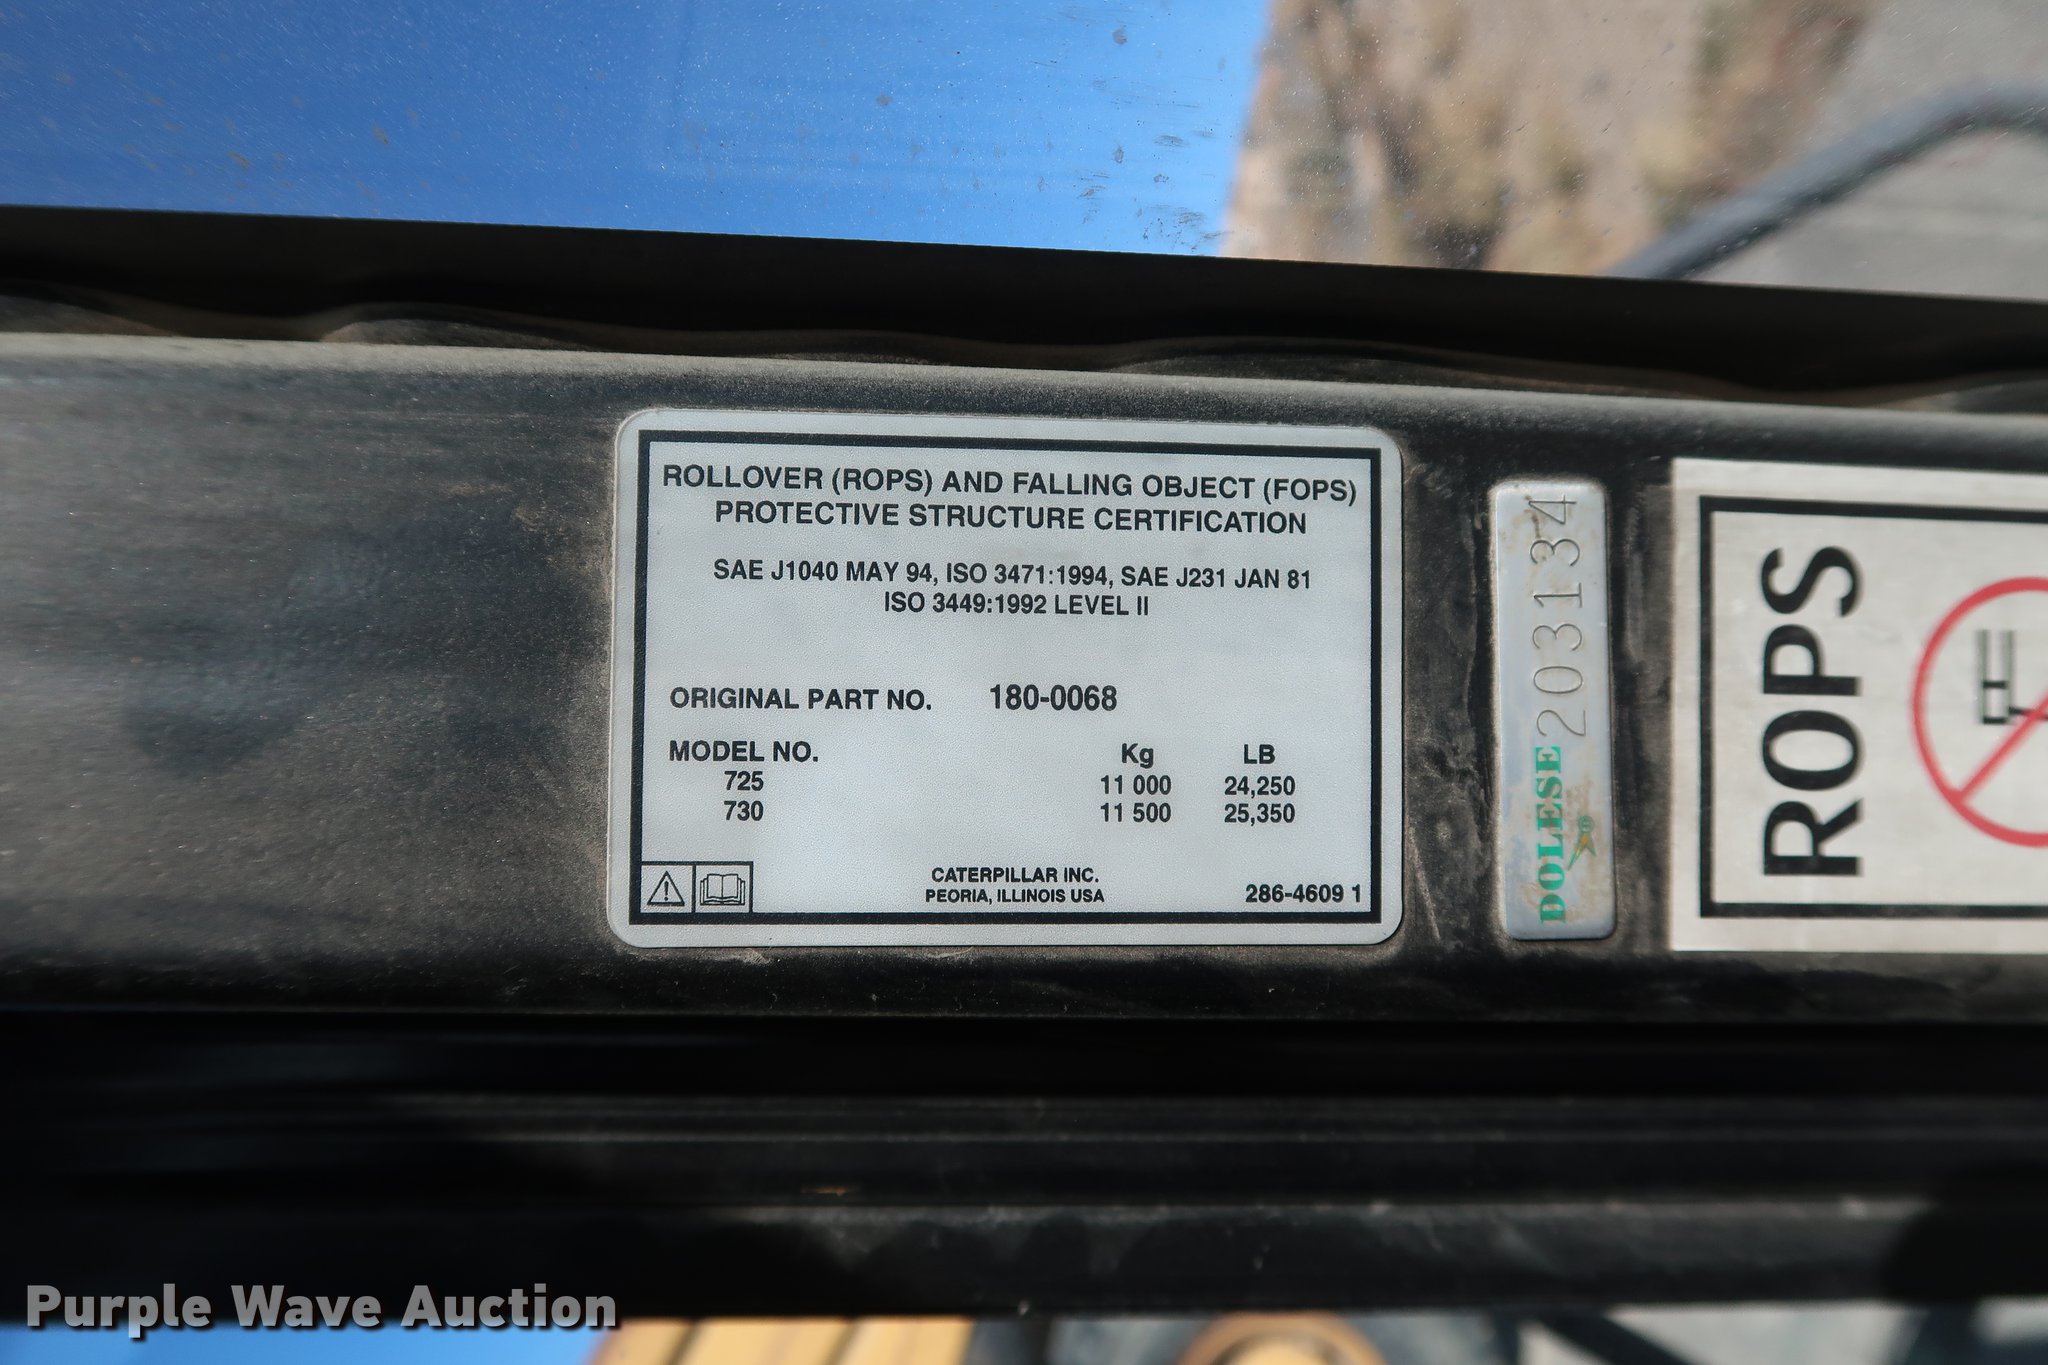 ROLLOVER (ROPS) AND FALLING OBJECT (FOPS)
PROTECTIVE STRUCTURE CERTIFICATION
SAE J1040 MAY 94, ISO 3471:1994, SAE J231 JAN 81
ISO 3449:1992 LEVEL II
ORIGINAL PART NO. 180-0068
MODEL NO. Kg LB
725 11 000 24,250
730 11 500 25,350
CATERPILLAR INC.
PEORIA, ILLINOIS USA
286-4609 1
DOLESE 203134
ROPS
Purple Wave Auction